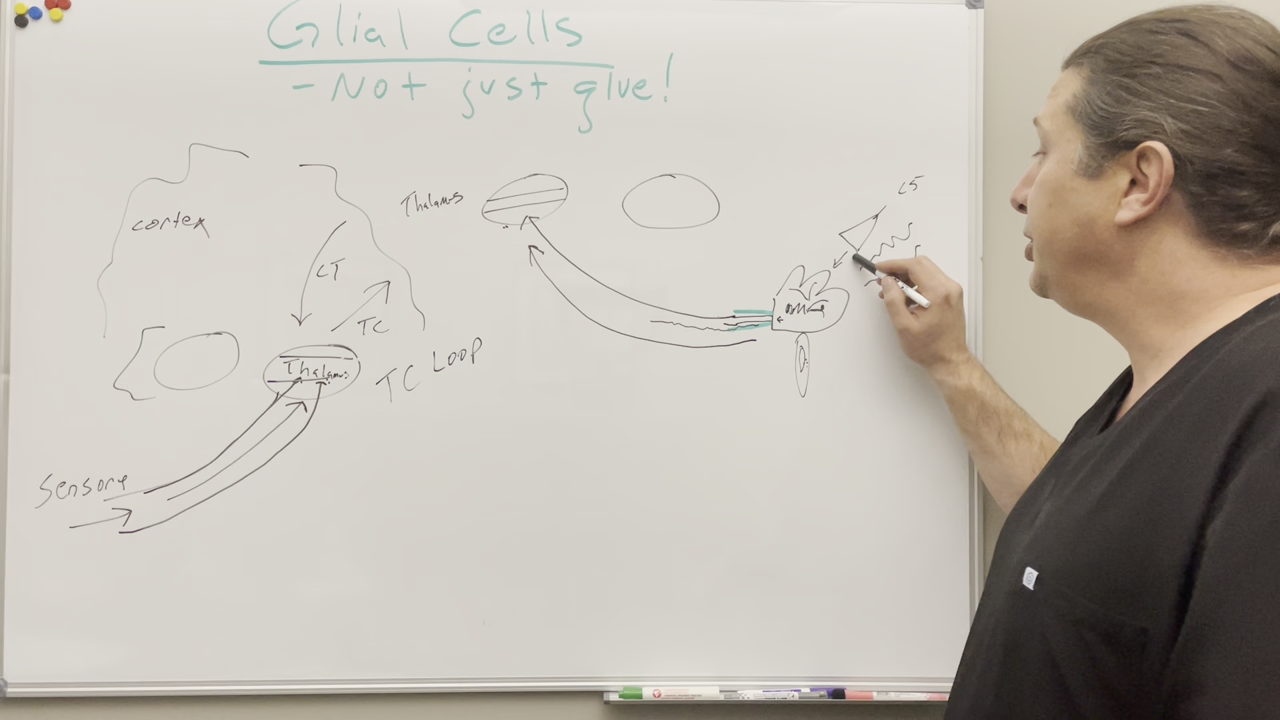 Glial Cells
- Not just glue!
cortex
CT
TC
Thalamus
TC LOOP
Sensory
Thalamus
L5